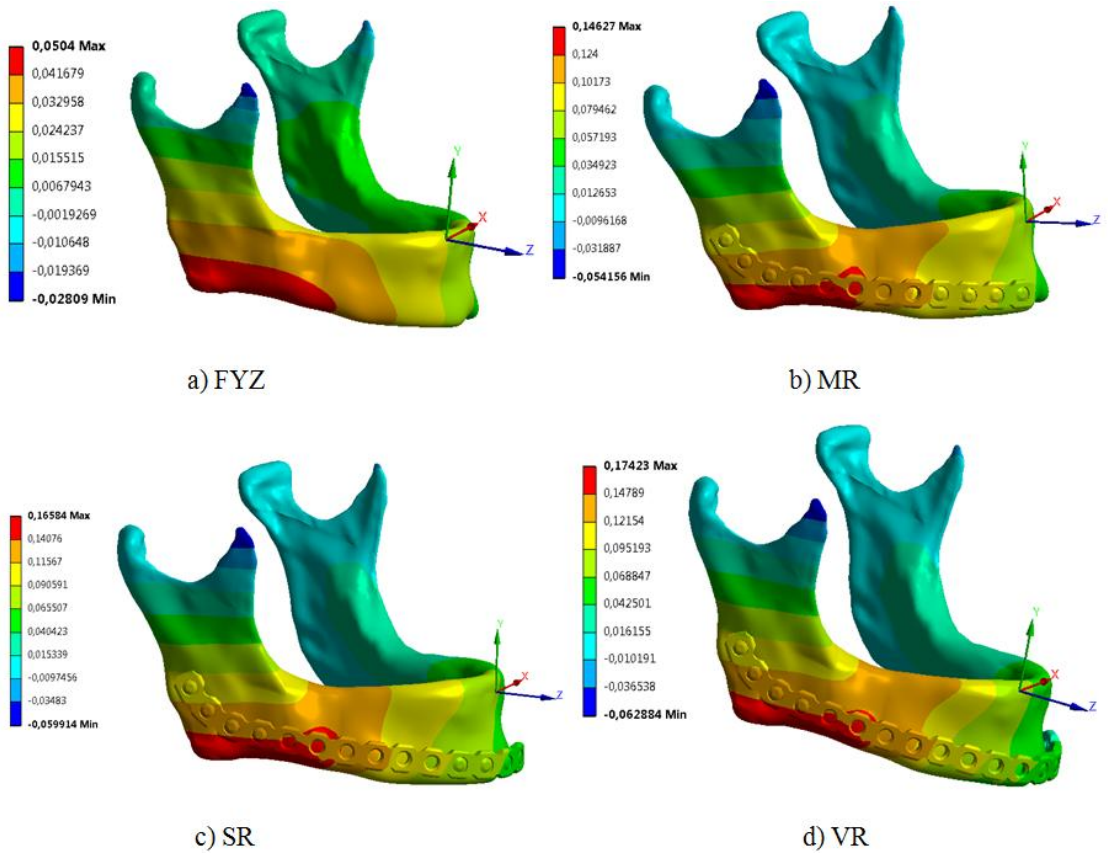 0,0504 Max
0,041679
0,032958
0,024237
0,015515
0,0067943
-0,0019269
-0,010648
-0,019369
-0,02809 Min
Y
X
Z
a) FYZ
0,14627 Max
0,124
0,10173
0,079462
0,057193
0,034923
0,012653
-0,0096168
-0,031887
-0,054156 Min
Y
X
Z
b) MR
0,16584 Max
0,14076
0,11567
0,090591
0,065507
0,040423
0,015339
-0,0097456
-0,03483
-0,059914 Min
Y
X
Z
c) SR
0,17423 Max
0,14789
0,12154
0,095193
0,068847
0,042501
0,016155
-0,010191
-0,036538
-0,062884 Min
Y
X
Z
d) VR